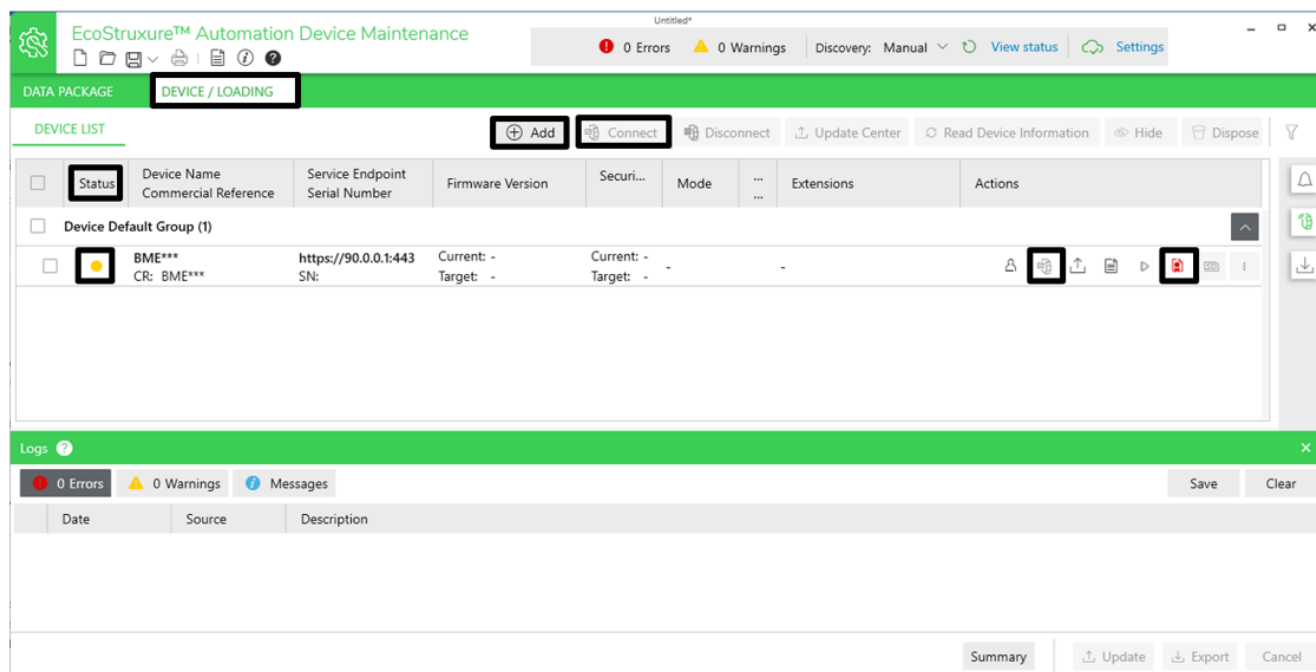 Untitled*
EcoStruxure™ Automation Device Maintenance
0 Errors 0 Warnings Discovery: Manual View status Settings
DATA PACKAGE DEVICE / LOADING
DEVICE LIST Add Connect Disconnect Update Center Read Device Information Hide Dispose
Status Device Name Service Endpoint Firmware Version Securi... Mode ... Extensions Actions
Commercial Reference Serial Number ...
Device Default Group (1)
BME*** https://90.0.0.1:443 Current: - Current: -
CR: BME*** SN: Target: - Target: - - -
Logs
0 Errors 0 Warnings Messages Save Clear
Date Source Description
Summary Update Export Cancel